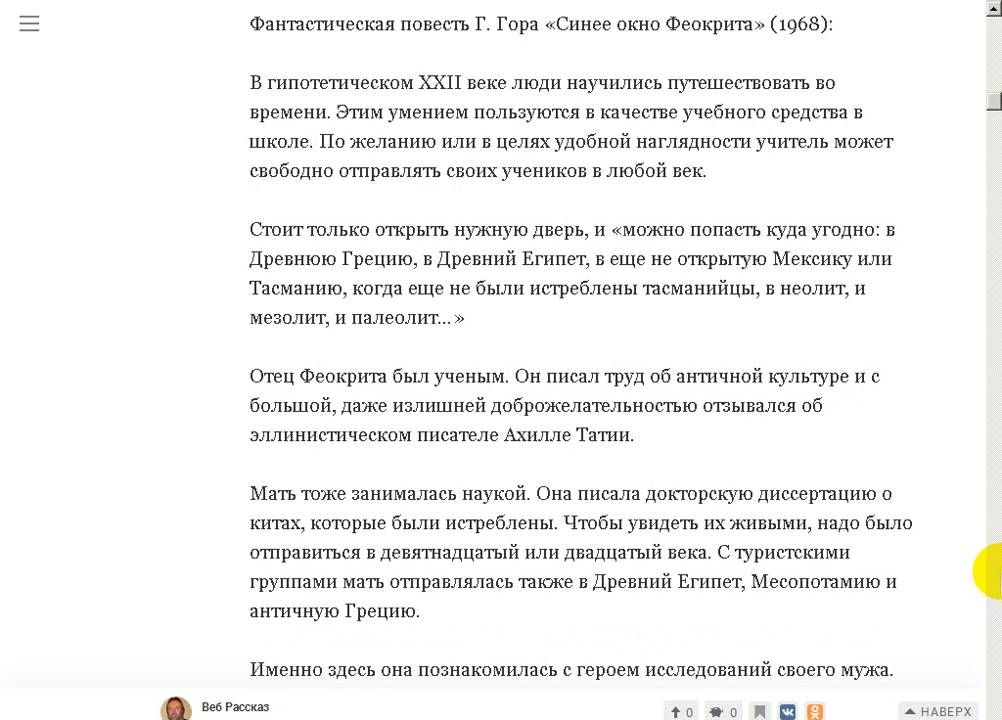 Фантастическая повесть Г. Гора «Синее окно Феокрита» (1968):
В гипотетическом XXII веке люди научились путешествовать во
времени. Этим умением пользуются в качестве учебного средства в
школе. По желанию или в целях удобной наглядности учитель может
свободно отправлять своих учеников в любой век.
Стоит только открыть нужную дверь, и «можно попасть куда угодно: в
Древнюю Грецию, в Древний Египет, в еще не открытую Мексику или
Тасманию, когда еще не были истреблены тасманийцы, в неолит, и
мезолит, и палеолит... »
Отец Феокрита был ученым. Он писал труд об античной культуре и с
большой, даже излишней доброжелательностью отзывался об
эллинистическом писателе Ахилле Татии.
Мать тоже занималась наукой. Она писала докторскую диссертацию о
китах, которые были истреблены. Чтобы увидеть их живыми, надо было
отправиться в девятнадцатый или двадцатый века. С туристскими
группами мать отправлялась также в Древний Египет, Месопотамию и
античную Грецию.
Именно здесь она познакомилась с героем исследований своего мужа.
Веб Рассказ
0
0
НАВЕРХ